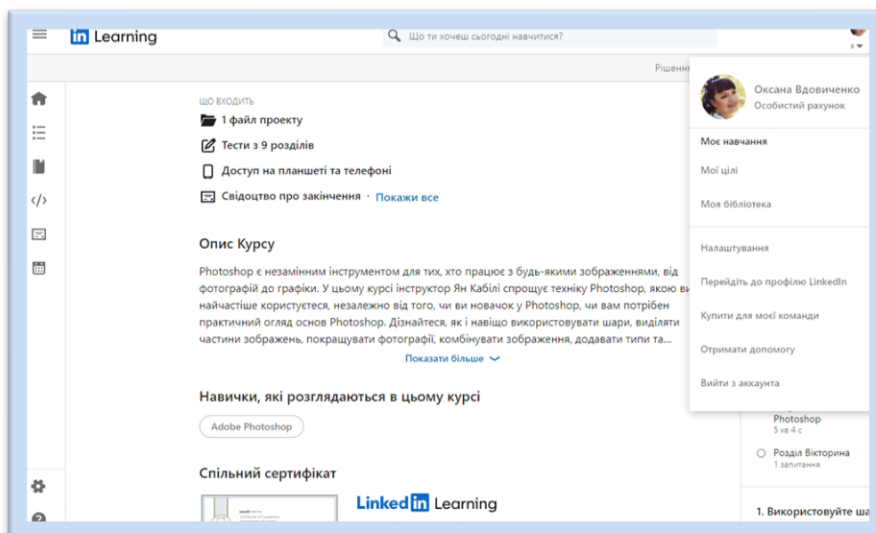 in Learning
Що ти хочеш сьогодні навчитися?
Рішення
Оксана Вдовиченко
Особистий рахунок
Моє навчання
Мої цілі
Моя бібліотека
Налаштування
Перейдіть до профілю LinkedIn
Купити для моєї команди
Отримати допомогу
Вийти з аккаунта
ЩО ВХОДИТЬ
1 файл проекту
Тести з 9 розділів
Доступ на планшеті та телефоні
Свідоцтво про закінчення · Покажи все
Опис Курсу
Photoshop є незамінним інструментом для тих, хто працює з будь-якими зображеннями, від
фотографій до графіки. У цьому курсі інструктор Ян Кабілі спрощує техніку Photoshop, якою ви
найчастіше користуєтеся, незалежно від того, чи ви новачок у Photoshop, чи вам потрібен
практичний огляд основ Photoshop. Дізнайтеся, як і навіщо використовувати шари, виділяти
частини зображень, покращувати фотографії, комбінувати зображення, додавати типи та...
Показати більше
Навички, які розглядаються в цьому курсі
Adobe Photoshop
Спільний сертифікат
Linked in Learning
Photoshop
5 хв 4 с
Розділ Вікторина
1 запитання
1. Використовуйте ша